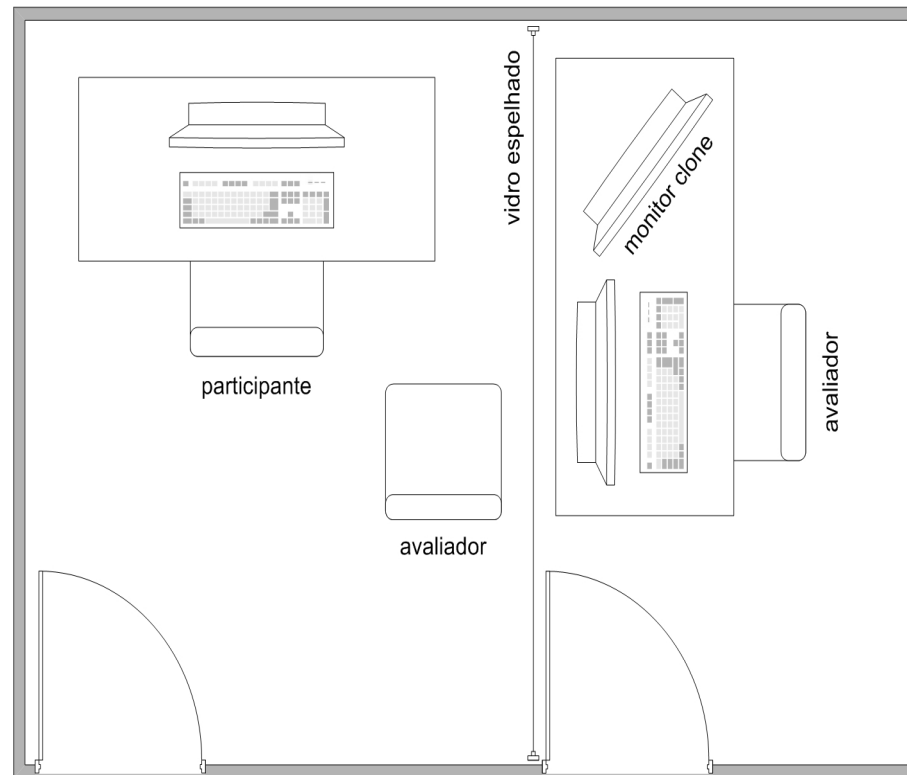 vidro espelhado
monitor clone
participante
avaliador
avaliador